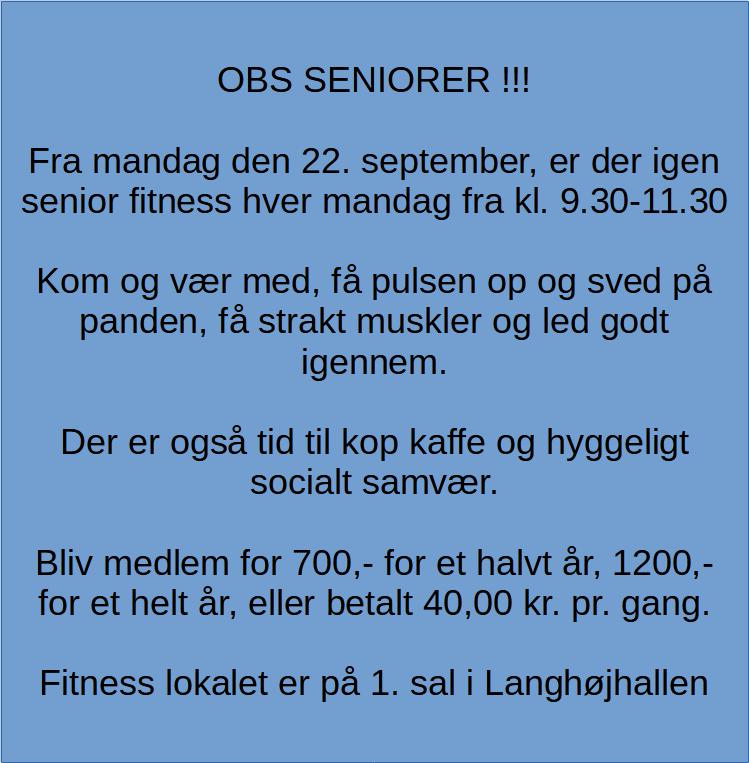 OBS SENIORER !!!
Fra mandag den 22. september, er der igen
senior fitness hver mandag fra kl. 9.30-11.30
Kom og vær med, få pulsen op og sved på
panden, få strakt muskler og led godt
igennem.
Der er også tid til kop kaffe og hyggeligt
socialt samvær.
Bliv medlem for 700,- for et halvt år, 1200,-
for et helt år, eller betalt 40,00 kr. pr. gang.
Fitness lokalet er på 1. sal i Langhøjhallen